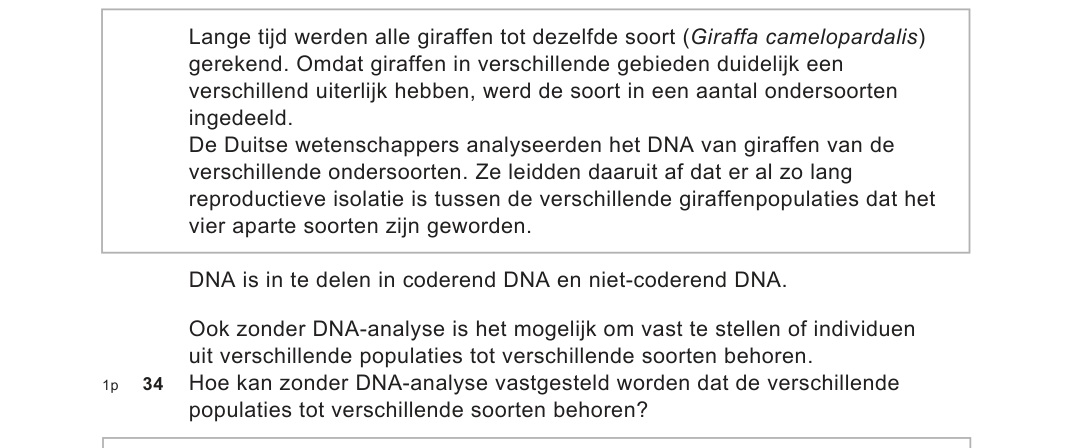 Lange tijd werden alle giraffen tot dezelfde soort (Giraffa camelopardalis)
gerekend. Omdat giraffen in verschillende gebieden duidelijk een
verschillend uiterlijk hebben, werd de soort in een aantal ondersoorten
ingedeeld.
De Duitse wetenschappers analyseerden het DNA van giraffen van de
verschillende ondersoorten. Ze leidden daaruit af dat er al zo lang
reproductieve isolatie is tussen de verschillende giraffenpopulaties dat het
vier aparte soorten zijn geworden.
DNA is in te delen in coderend DNA en niet-coderend DNA.
Ook zonder DNA-analyse is het mogelijk om vast te stellen of individuen
uit verschillende populaties tot verschillende soorten behoren.
1p 34 Hoe kan zonder DNA-analyse vastgesteld worden dat de verschillende
populaties tot verschillende soorten behoren?